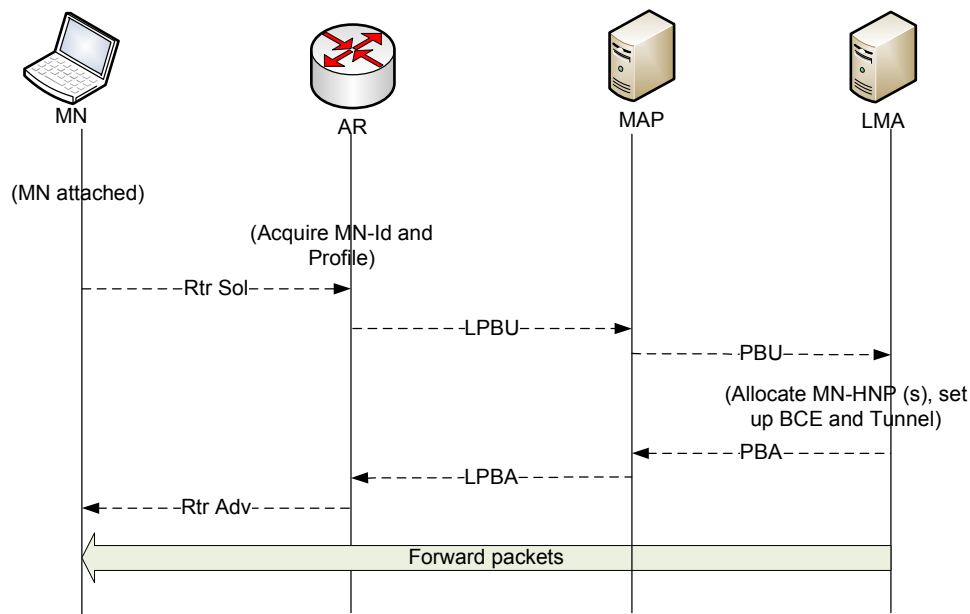 MN
AR
MAP
LMA
(MN attached)
(Acquire MN-Id and
Profile)
Rtr Sol
LPBU
PBU
(Allocate MN-HNP (s), set
up BCE and Tunnel)
PBA
LPBA
Rtr Adv
Forward packets